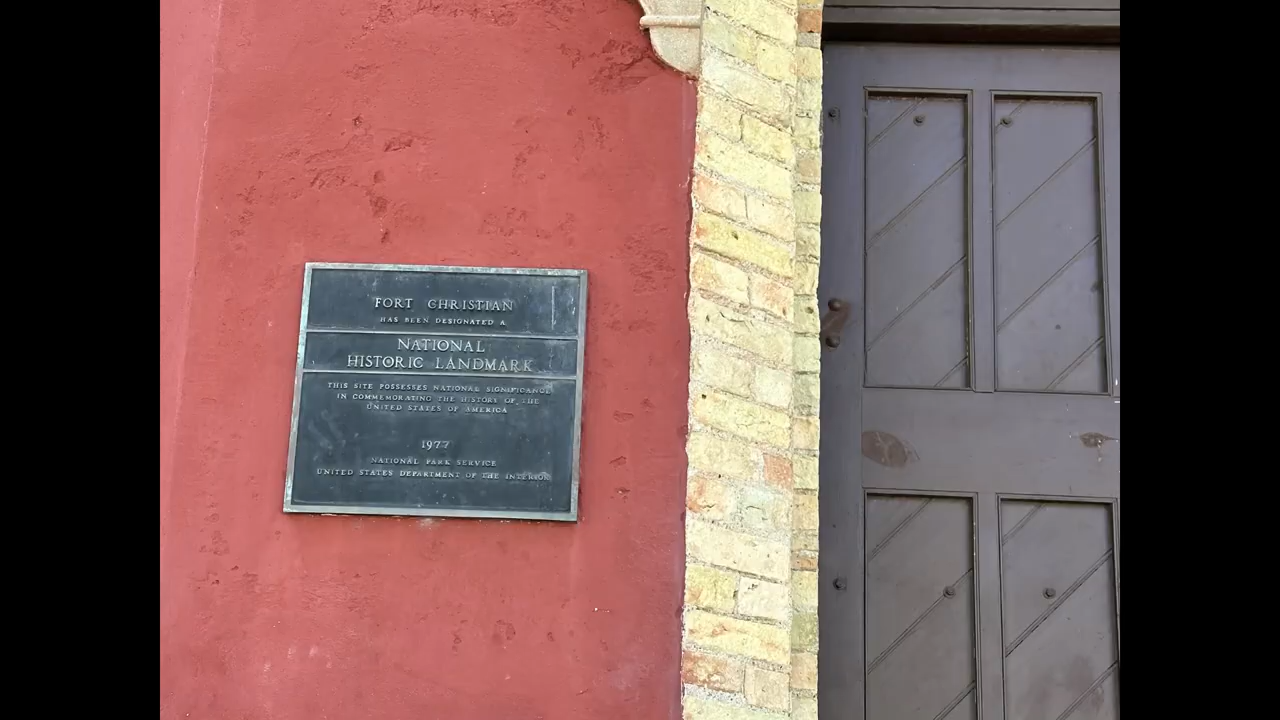 FORT CHRISTIAN
HAS BEEN DESIGNATED A
NATIONAL
HISTORIC LANDMARK
THIS SITE POSSESSES NATIONAL SIGNIFICANCE
IN COMMEMORATING THE HISTORY OF THE
UNITED STATES OF AMERICA
1977
NATIONAL PARK SERVICE
UNITED STATES DEPARTMENT OF THE INTERIOR